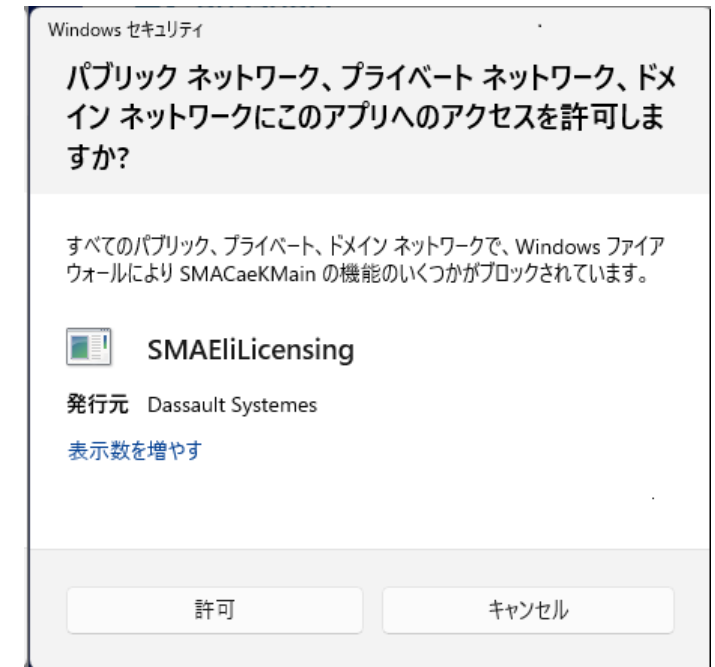 Windows セキュリティ
パブリック ネットワーク、プライベート ネットワーク、ドメ
イン ネットワークにこのアプリへのアクセスを許可しま
すか?
すべてのパブリック、プライベート、ドメイン ネットワークで、Windows ファイア
ウォールにより SMACaeKMain の機能のいくつかがブロックされています。
SMAEliLicensing
発行元 Dassault Systemes
表示数を増やす
許可
キャンセル